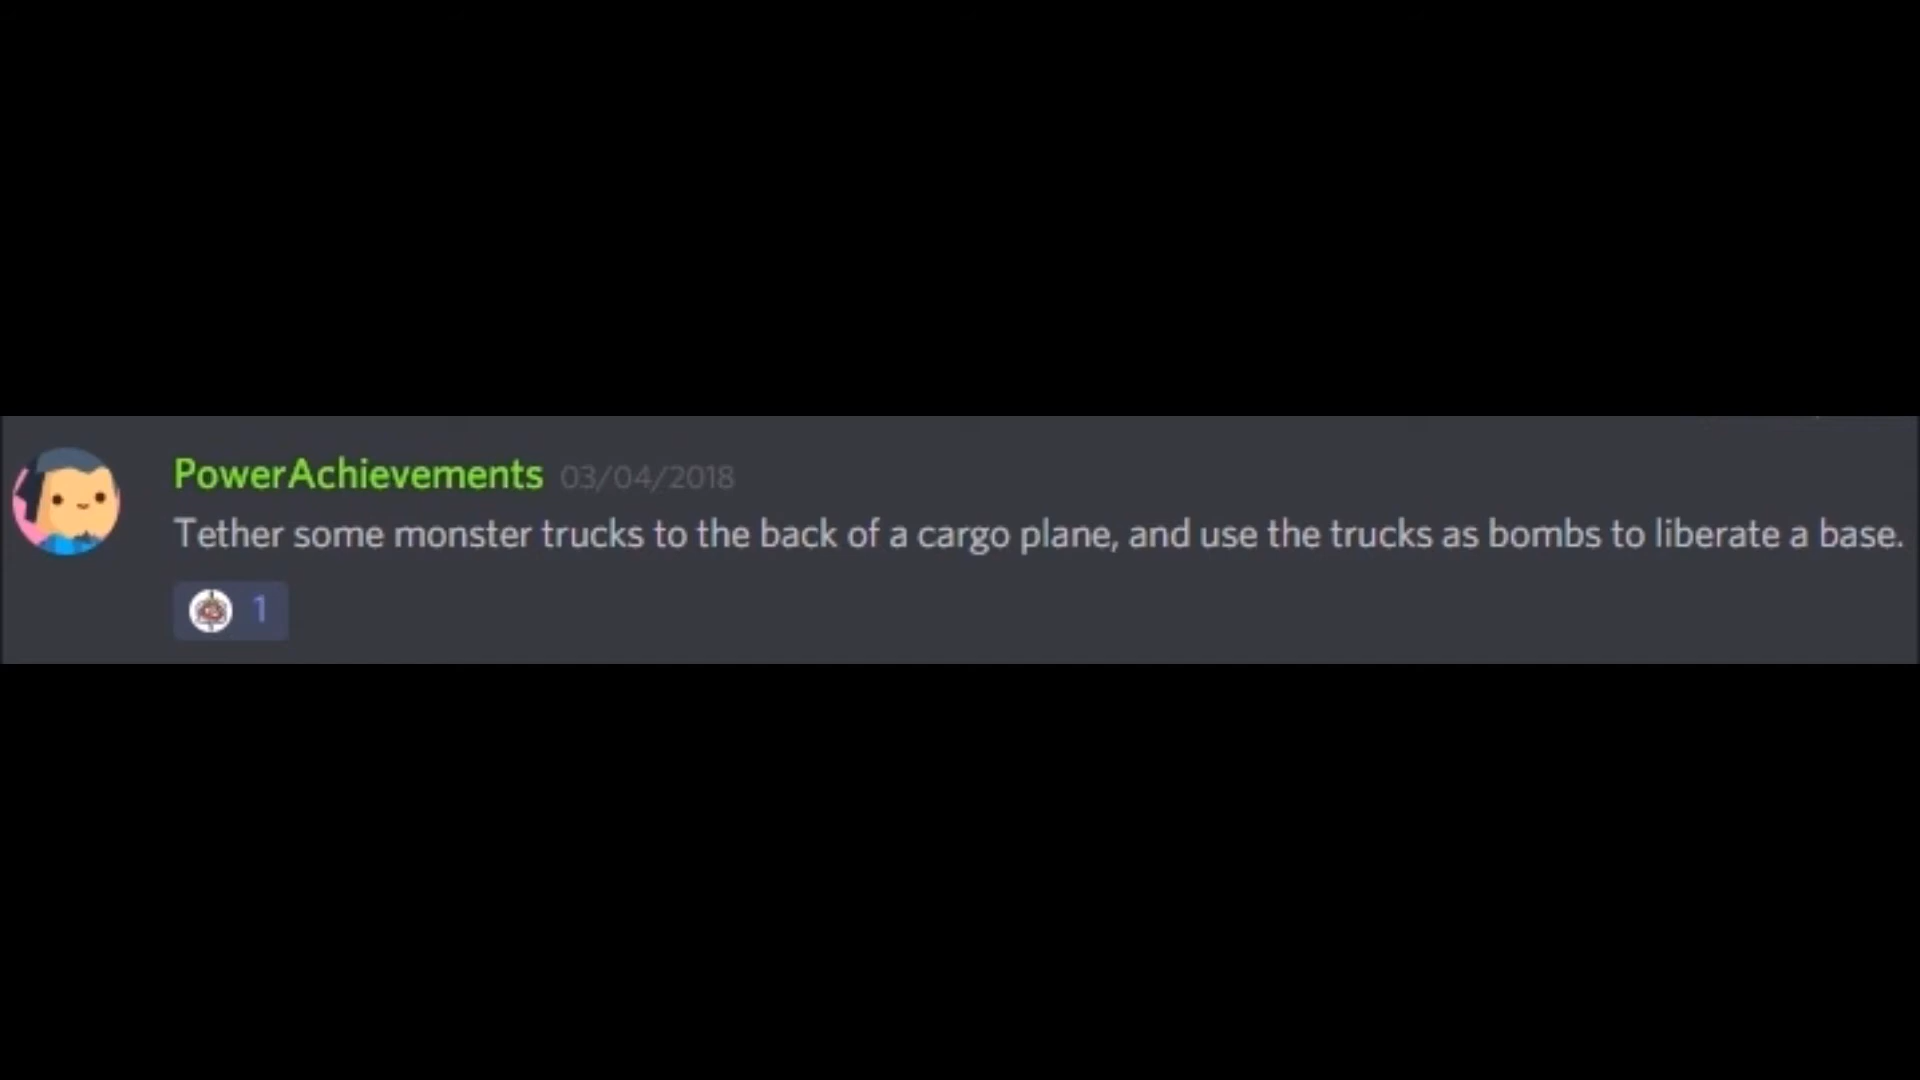 PowerAchievements 03/04/2018
Tether some monster trucks to the back of a cargo plane, and use the trucks as bombs to liberate a base.
1